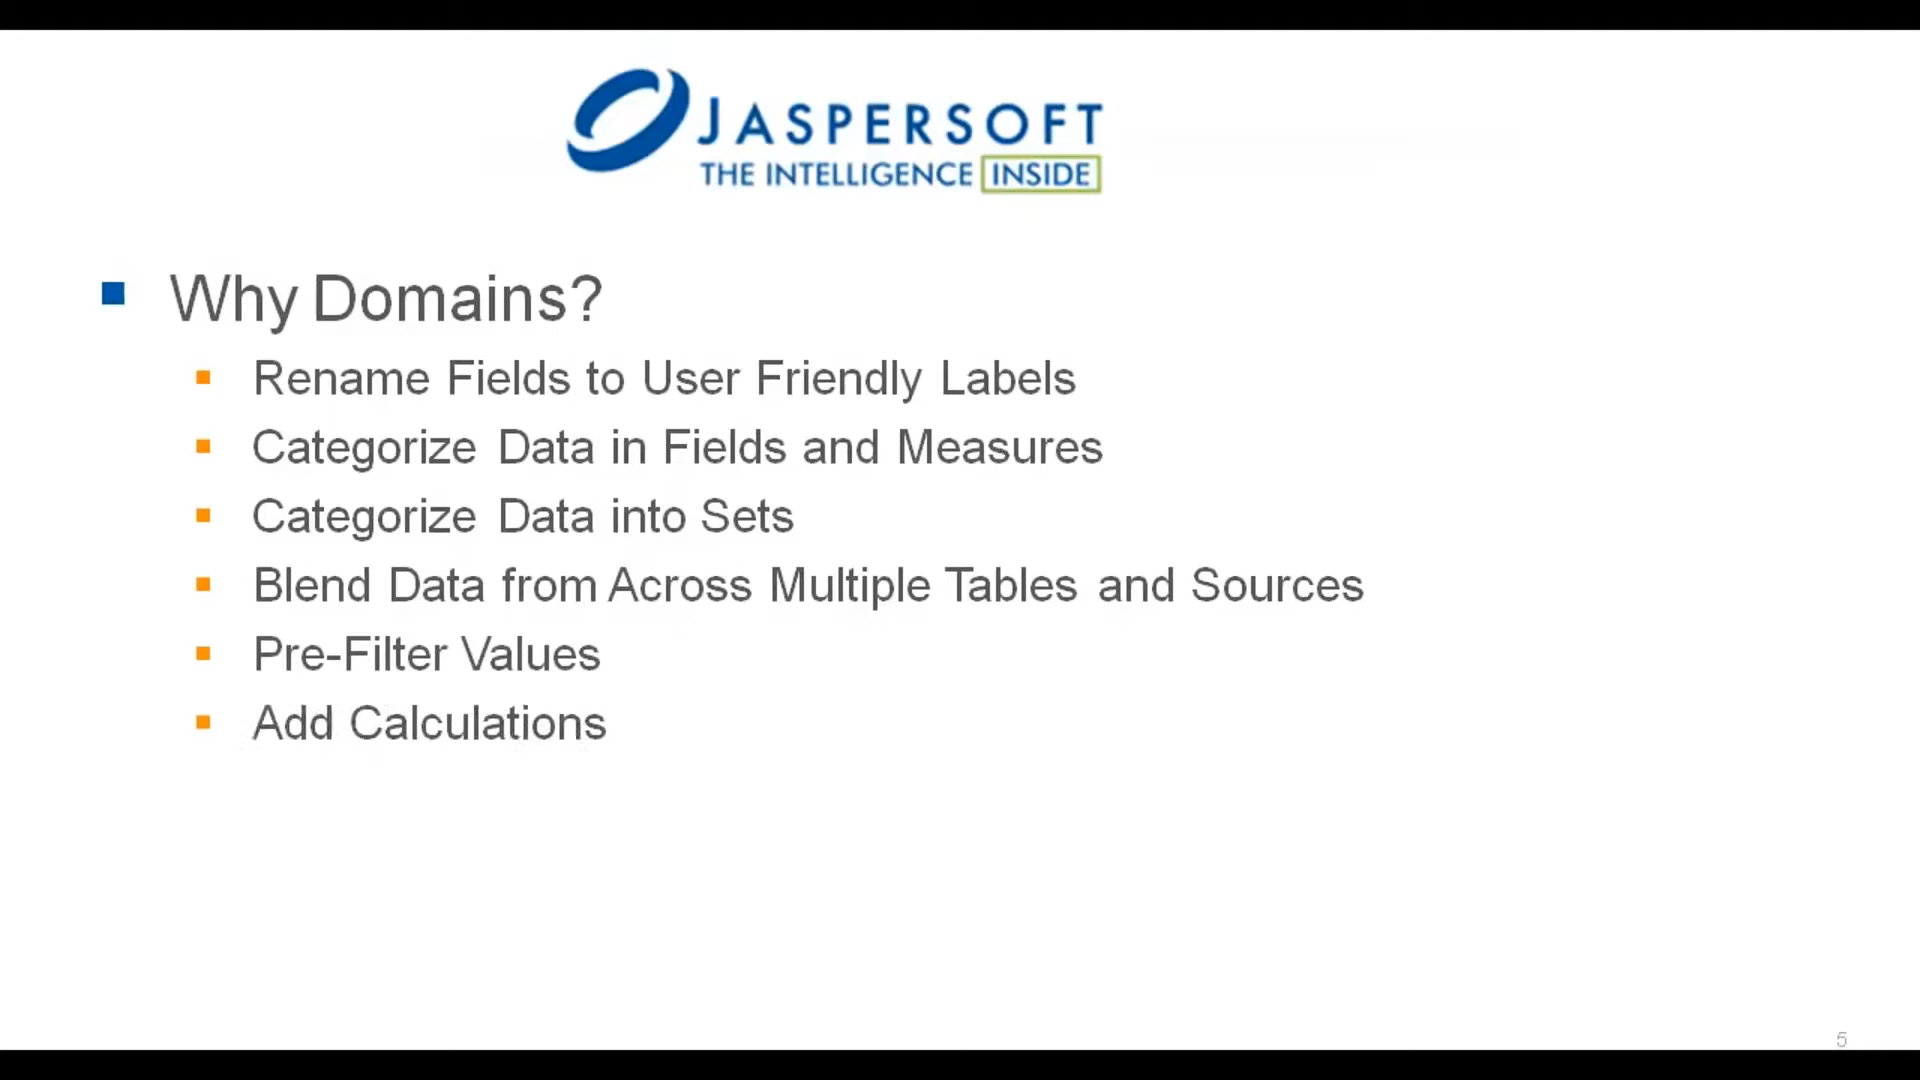 JASPERSOFT
THE INTELLIGENCE INSIDE
Why Domains?
Rename Fields to User Friendly Labels
Categorize Data in Fields and Measures
Categorize Data into Sets
Blend Data from Across Multiple Tables and Sources
Pre-Filter Values
Add Calculations
5